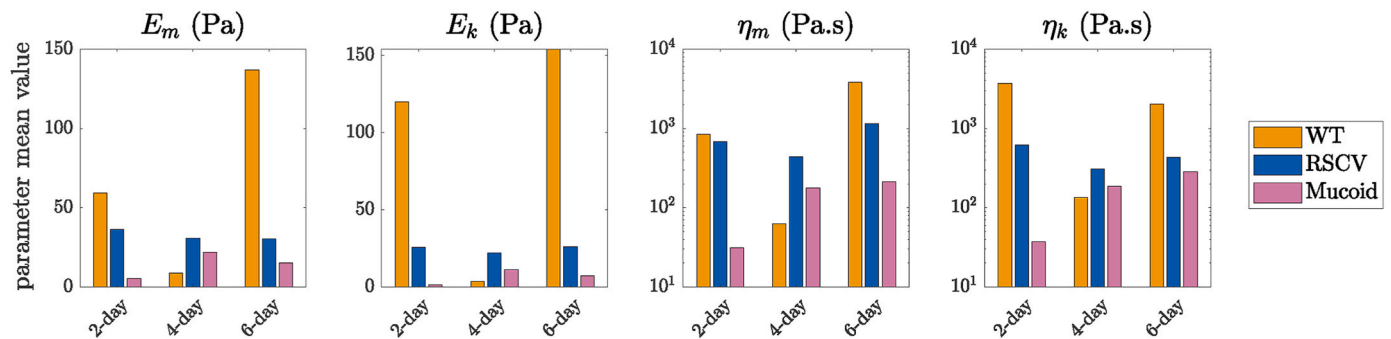 E_m (Pa)
150
100
50
0
2-day 4-day 6-day
parameter mean value
E_k (Pa)
150
100
50
0
2-day 4-day 6-day
η_m (Pa.s)
10^4
10^3
10^2
10^1
2-day 4-day 6-day
η_k (Pa.s)
10^4
10^3
10^2
10^1
2-day 4-day 6-day
WT
RSCV
Mucoid